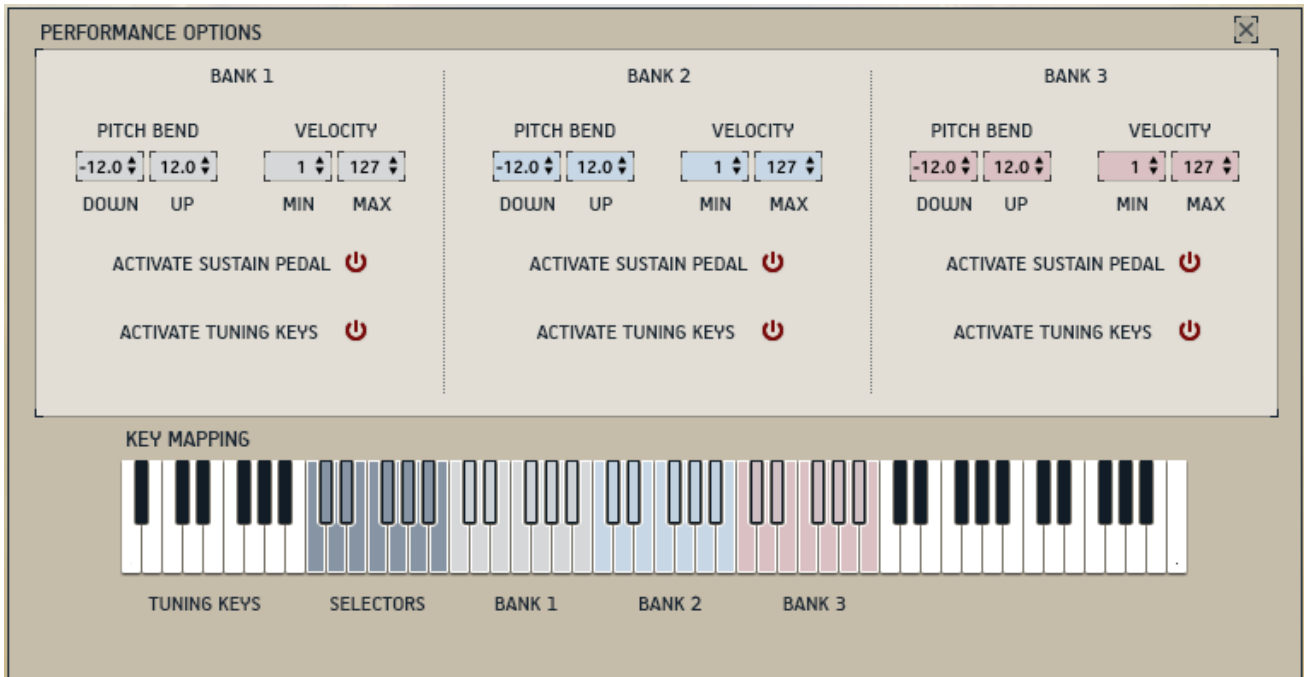 PERFORMANCE OPTIONS
BANK 1 BANK 2 BANK 3
PITCH BEND VELOCITY PITCH BEND VELOCITY PITCH BEND VELOCITY
-12.0 12.0 1 127 -12.0 12.0 1 127 -12.0 12.0 1 127
DOWN UP MIN MAX DOWN UP MIN MAX DOWN UP MIN MAX
ACTIVATE SUSTAIN PEDAL ACTIVATE SUSTAIN PEDAL ACTIVATE SUSTAIN PEDAL
ACTIVATE TUNING KEYS ACTIVATE TUNING KEYS ACTIVATE TUNING KEYS
KEY MAPPING
TUNING KEYS SELECTORS BANK 1 BANK 2 BANK 3